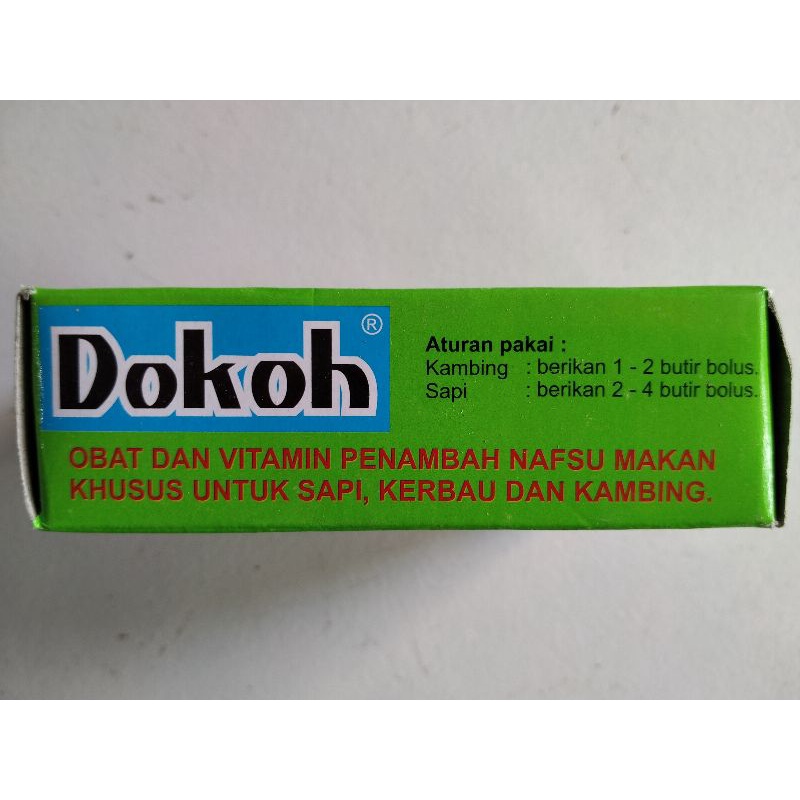 Dokoh®
Aturan pakai :
Kambing : berikan 1 - 2 butir bolus.
Sapi : berikan 2 - 4 butir bolus.
OBAT DAN VITAMIN PENAMBAH NAFSU MAKAN
KHUSUS UNTUK SAPI, KERBAU DAN KAMBING.